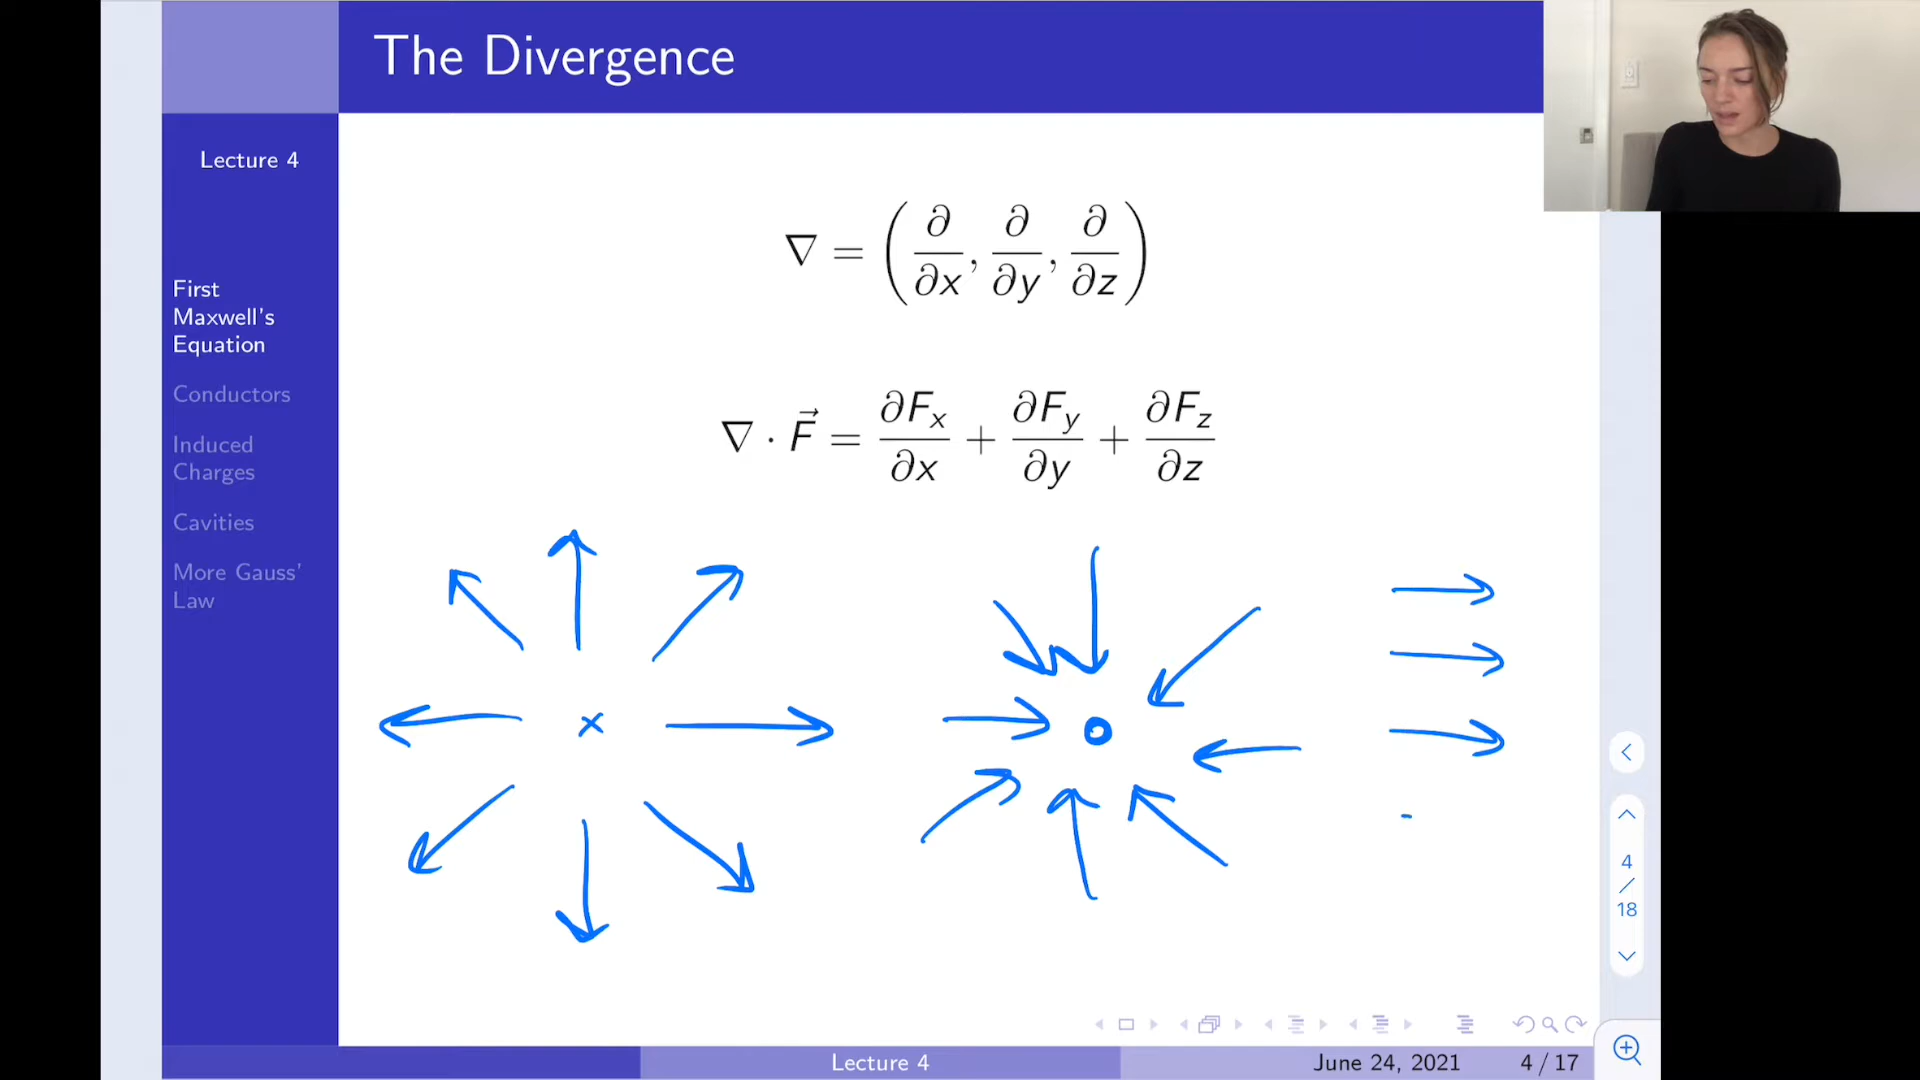 The Divergence
Lecture 4
First
Maxwell's
Equation
Conductors
Induced
Charges
Cavities
More Gauss'
Law
∇ = (∂/∂x, ∂/∂y, ∂/∂z)
∇ · F⃗ = ∂Fₓ/∂x + ∂F_y/∂y + ∂F_z/∂z
x
4
/
18
Lecture 4
June 24, 2021
4 / 17